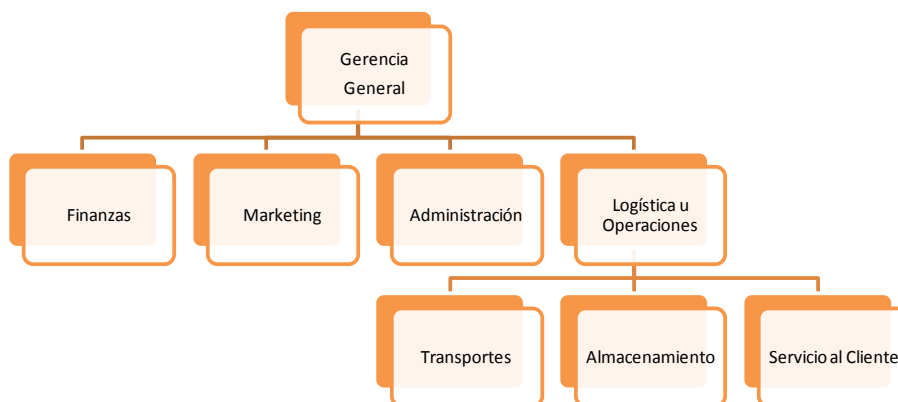 Gerencia
General
Finanzas
Marketing
Administración
Logística u
Operaciones
Transportes
Almacenamiento
Servicio al Cliente